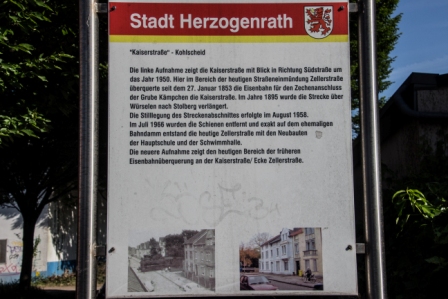 Stadt Herzogenrath
"Kaiserstraße" - Kohlscheid
Die linke Aufnahme zeigt die Kaiserstraße mit Blick in Richtung Südstraße um
das Jahr 1950. Hier im Bereich der heutigen Straßeneinmündung Zellerstraße
überquerte seit dem 27. Januar 1853 die Eisenbahn für den Zechenanschluss
der Grube Kämpchen die Kaiserstraße. Im Jahre 1895 wurde die Strecke über
Würselen nach Stolberg verlängert.
Die Stilllegung des Streckenabschnittes erfolgte im August 1958.
Im Juli 1966 wurden die Schienen entfernt und exakt auf dem ehemaligen
Bahndamm entstand die heutige Zellerstraße mit den Neubauten
der Hauptschule und der Schwimmhalle.
Die neuere Aufnahme zeigt den heutigen Bereich der früheren
Eisenbahnüberquerung an der Kaiserstraße/ Ecke Zellerstraße.